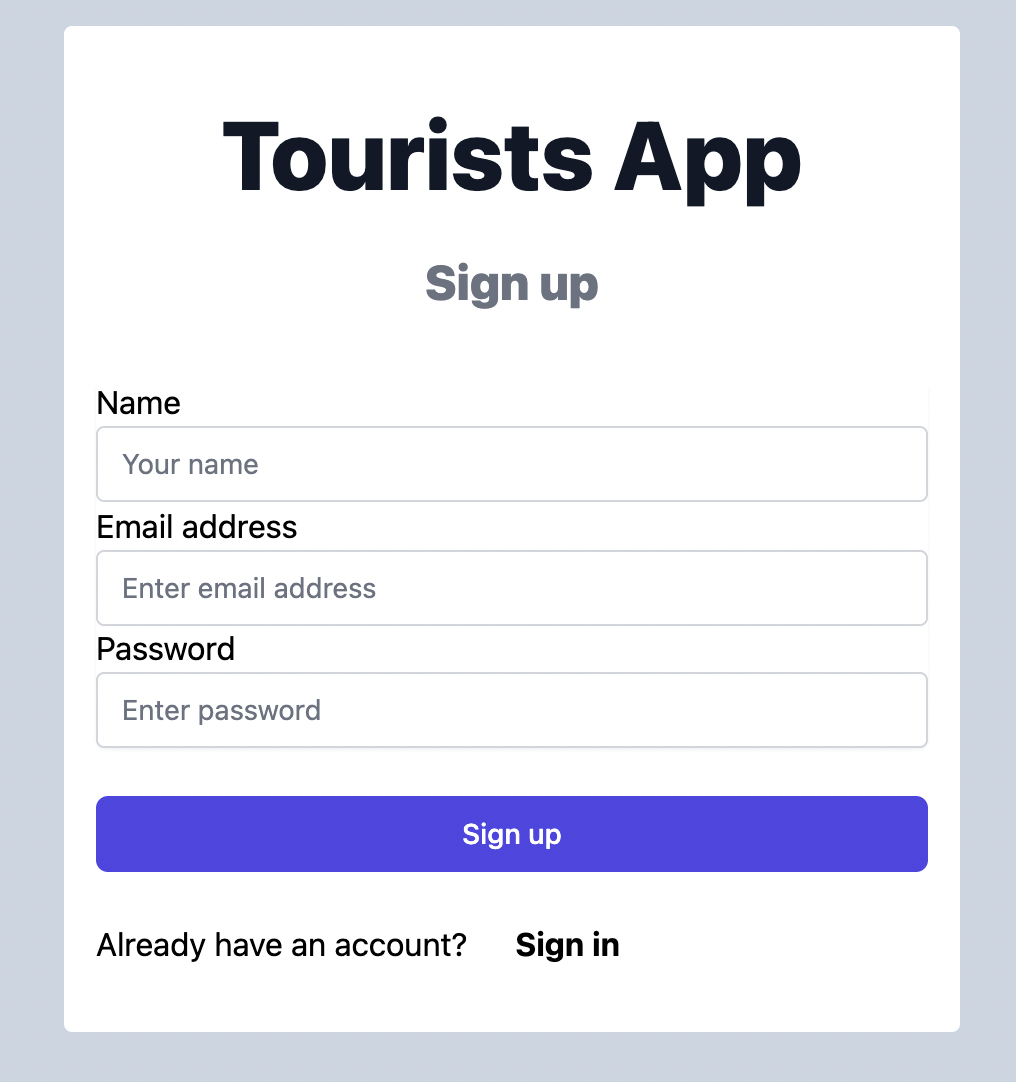 Tourists App
Sign up
Name
Your name
Email address
Enter email address
Password
Enter password
Sign up
Already have an account? Sign in